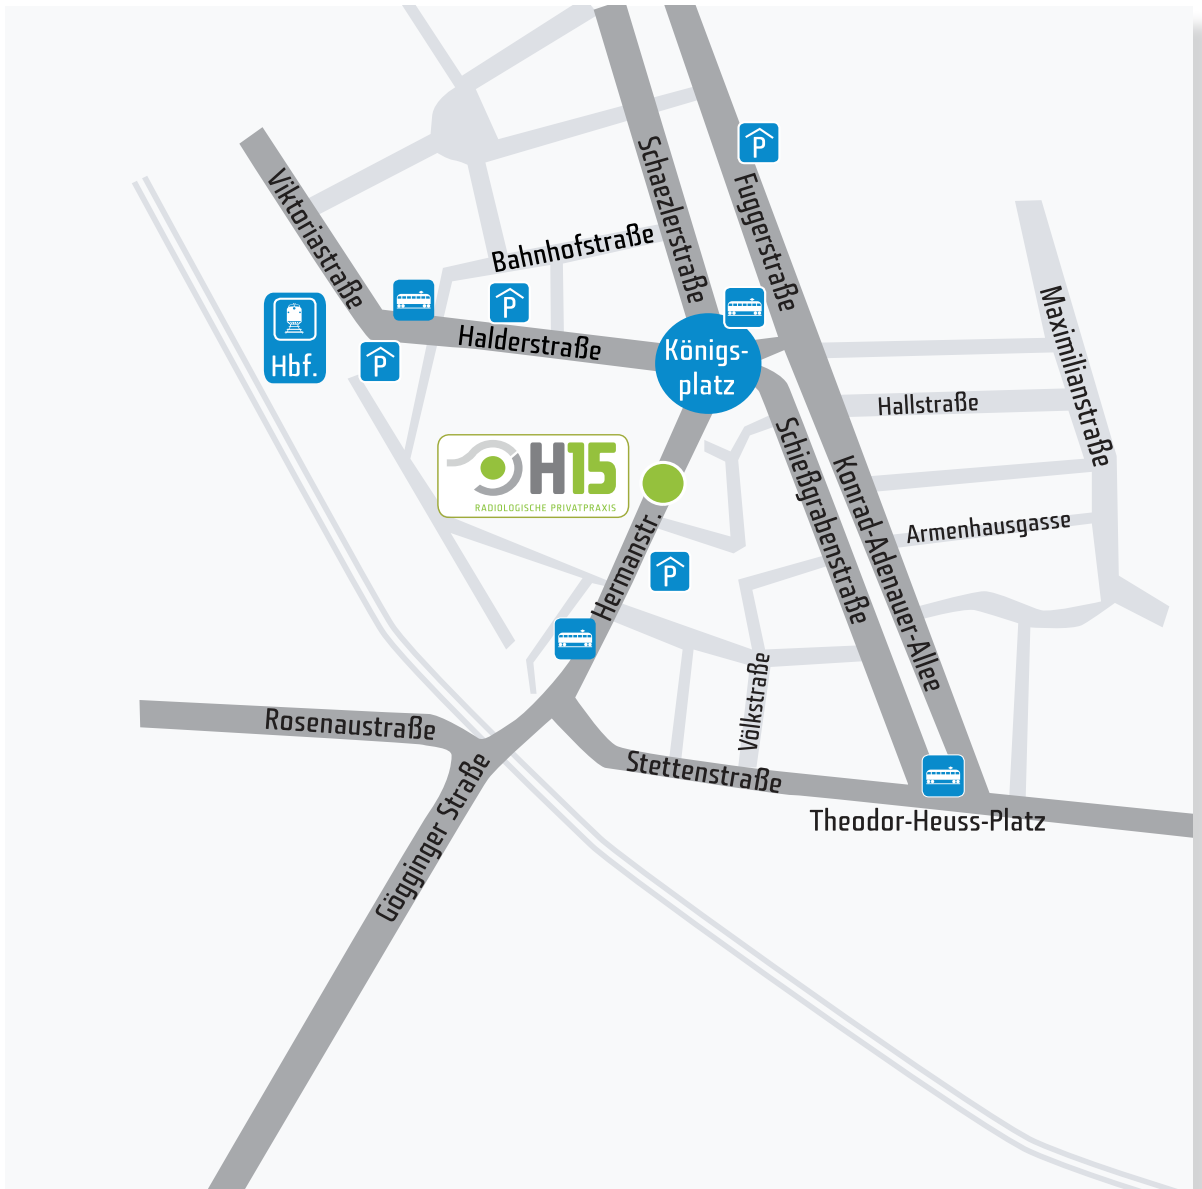 P
Schaezlerstraße
Fuggerstraße
Viktoriastraße
Bahnhofstraße
P
Halderstraße
Hbf.
P
Königs-
platz
Maximilianstraße
Hallstraße
H15
RADIOLOGISCHE PRIVATPRAXIS
Schießgrabenstraße
Konrad-Adenauer-Allee
Armenhausgasse
Hermanstr.
P
Völkstraße
Rosenaustraße
Gögginger Straße
Stettenstraße
Theodor-Heuss-Platz